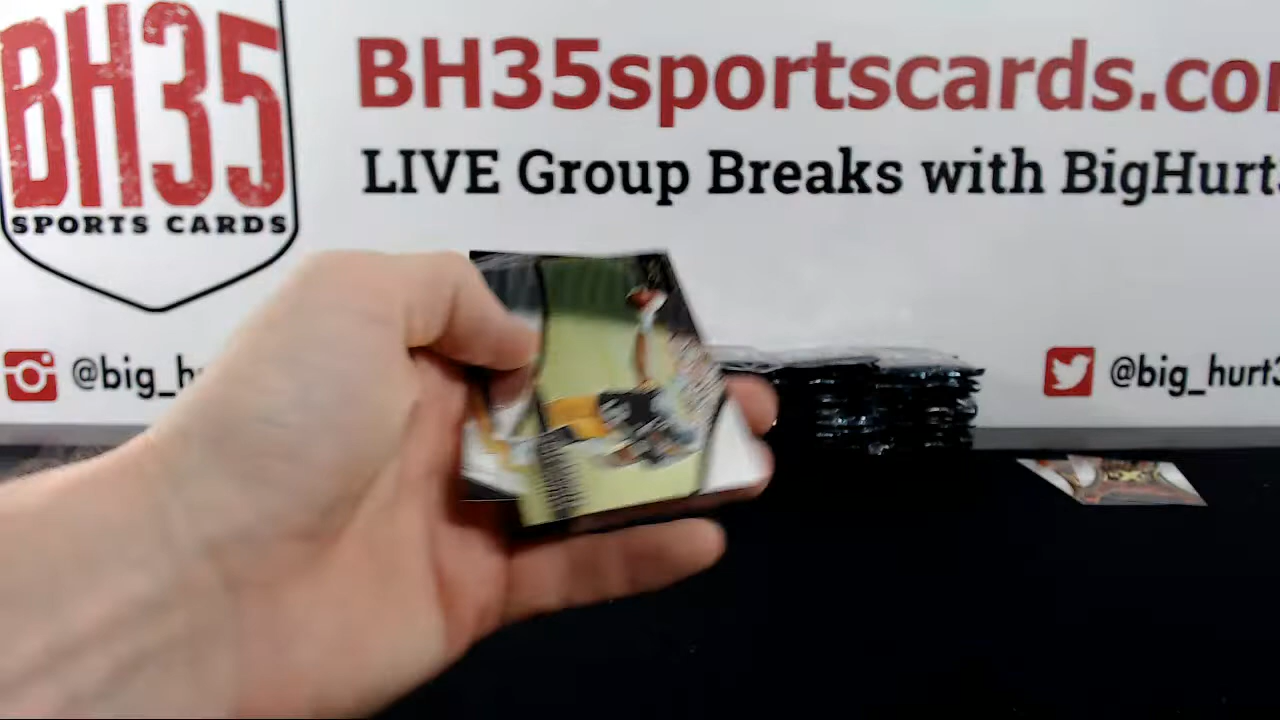 BH35
SPORTS CARDS
BH35sportscards.co
LIVE Group Breaks with BigHurt
@big_h
@big_hurt3